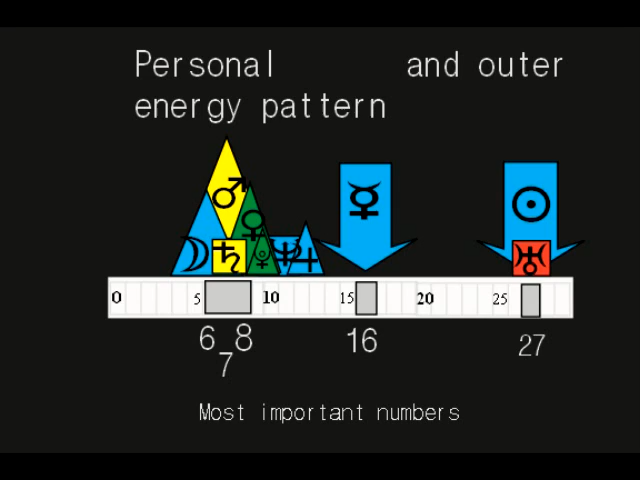 Personal and outer
energy pattern
0 5 10 15 20 25
6 8 16 27
7
Most important numbers